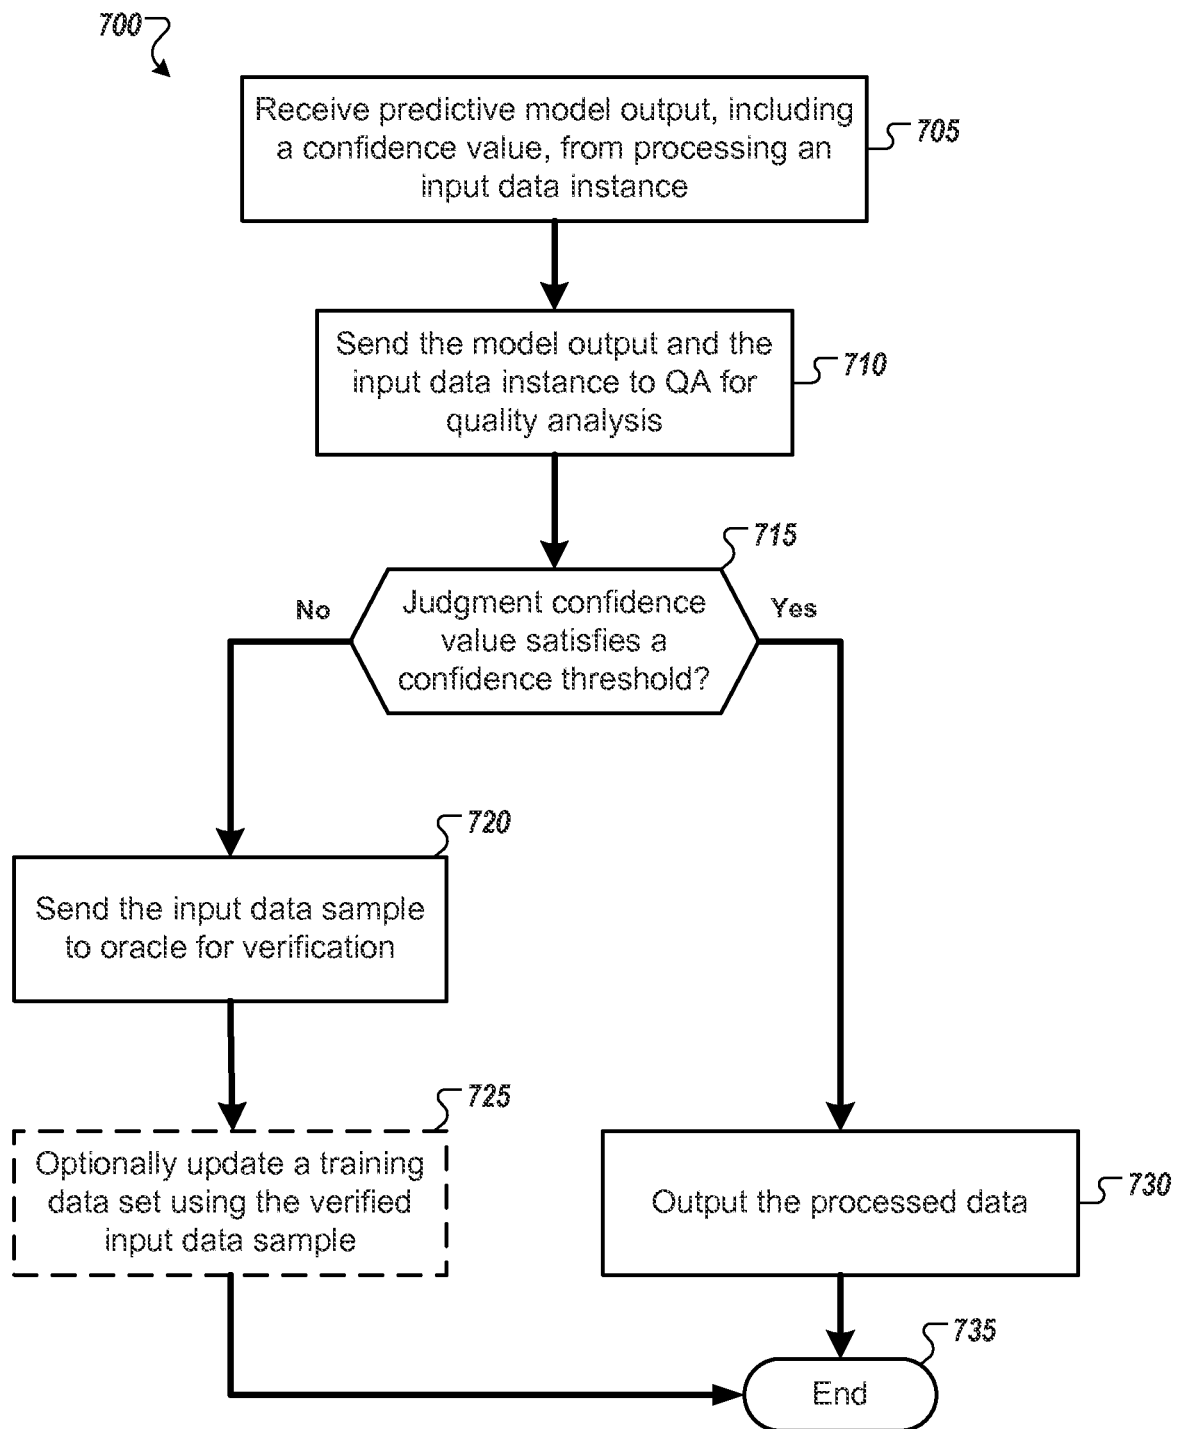 700
Receive predictive model output, including
a confidence value, from processing an
input data instance
705
Send the model output and the
input data instance to QA for
quality analysis
710
715
No
Judgment confidence
value satisfies a
confidence threshold?
Yes
720
Send the input data sample
to oracle for verification
725
Optionally update a training
data set using the verified
input data sample
Output the processed data
730
735
End